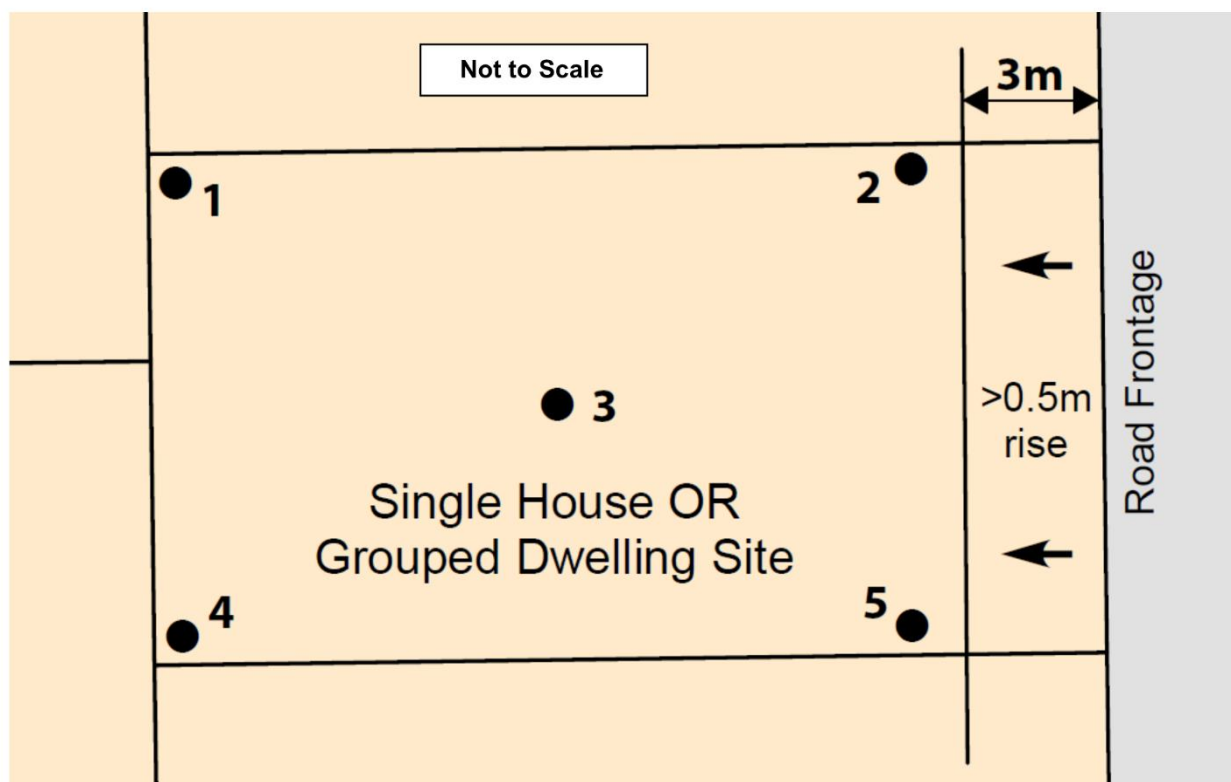 Not to Scale
3m
1
2
>0.5m
rise
Road Frontage
3
Single House OR
Grouped Dwelling Site
4
5